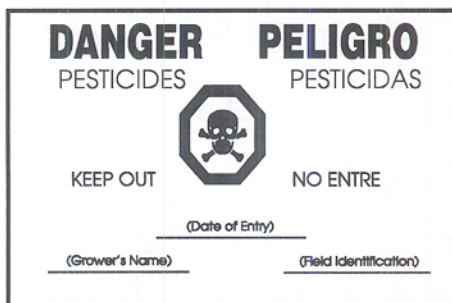 DANGER PELIGRO
PESTICIDES PESTICIDAS
KEEP OUT NO ENTRE
(Date of Entry)
(Grower's Name) (Field Identification)